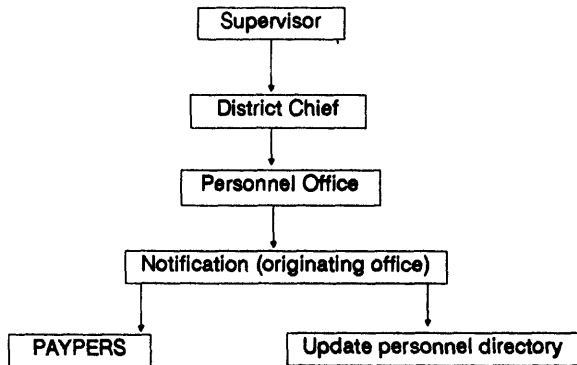 Supervisor
District Chief
Personnel Office
Notification (originating office)
PAYPERS
Update personnel directory